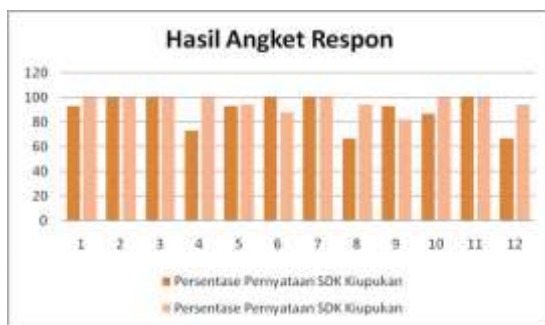 Hasil Angket Respon
120
100
80
60
40
20
0
1 2 3 4 5 6 7 8 9 10 11 12
Persentase Pernyataan SDK Kiupukan
Persentase Pernyataan SDK Kiupukan